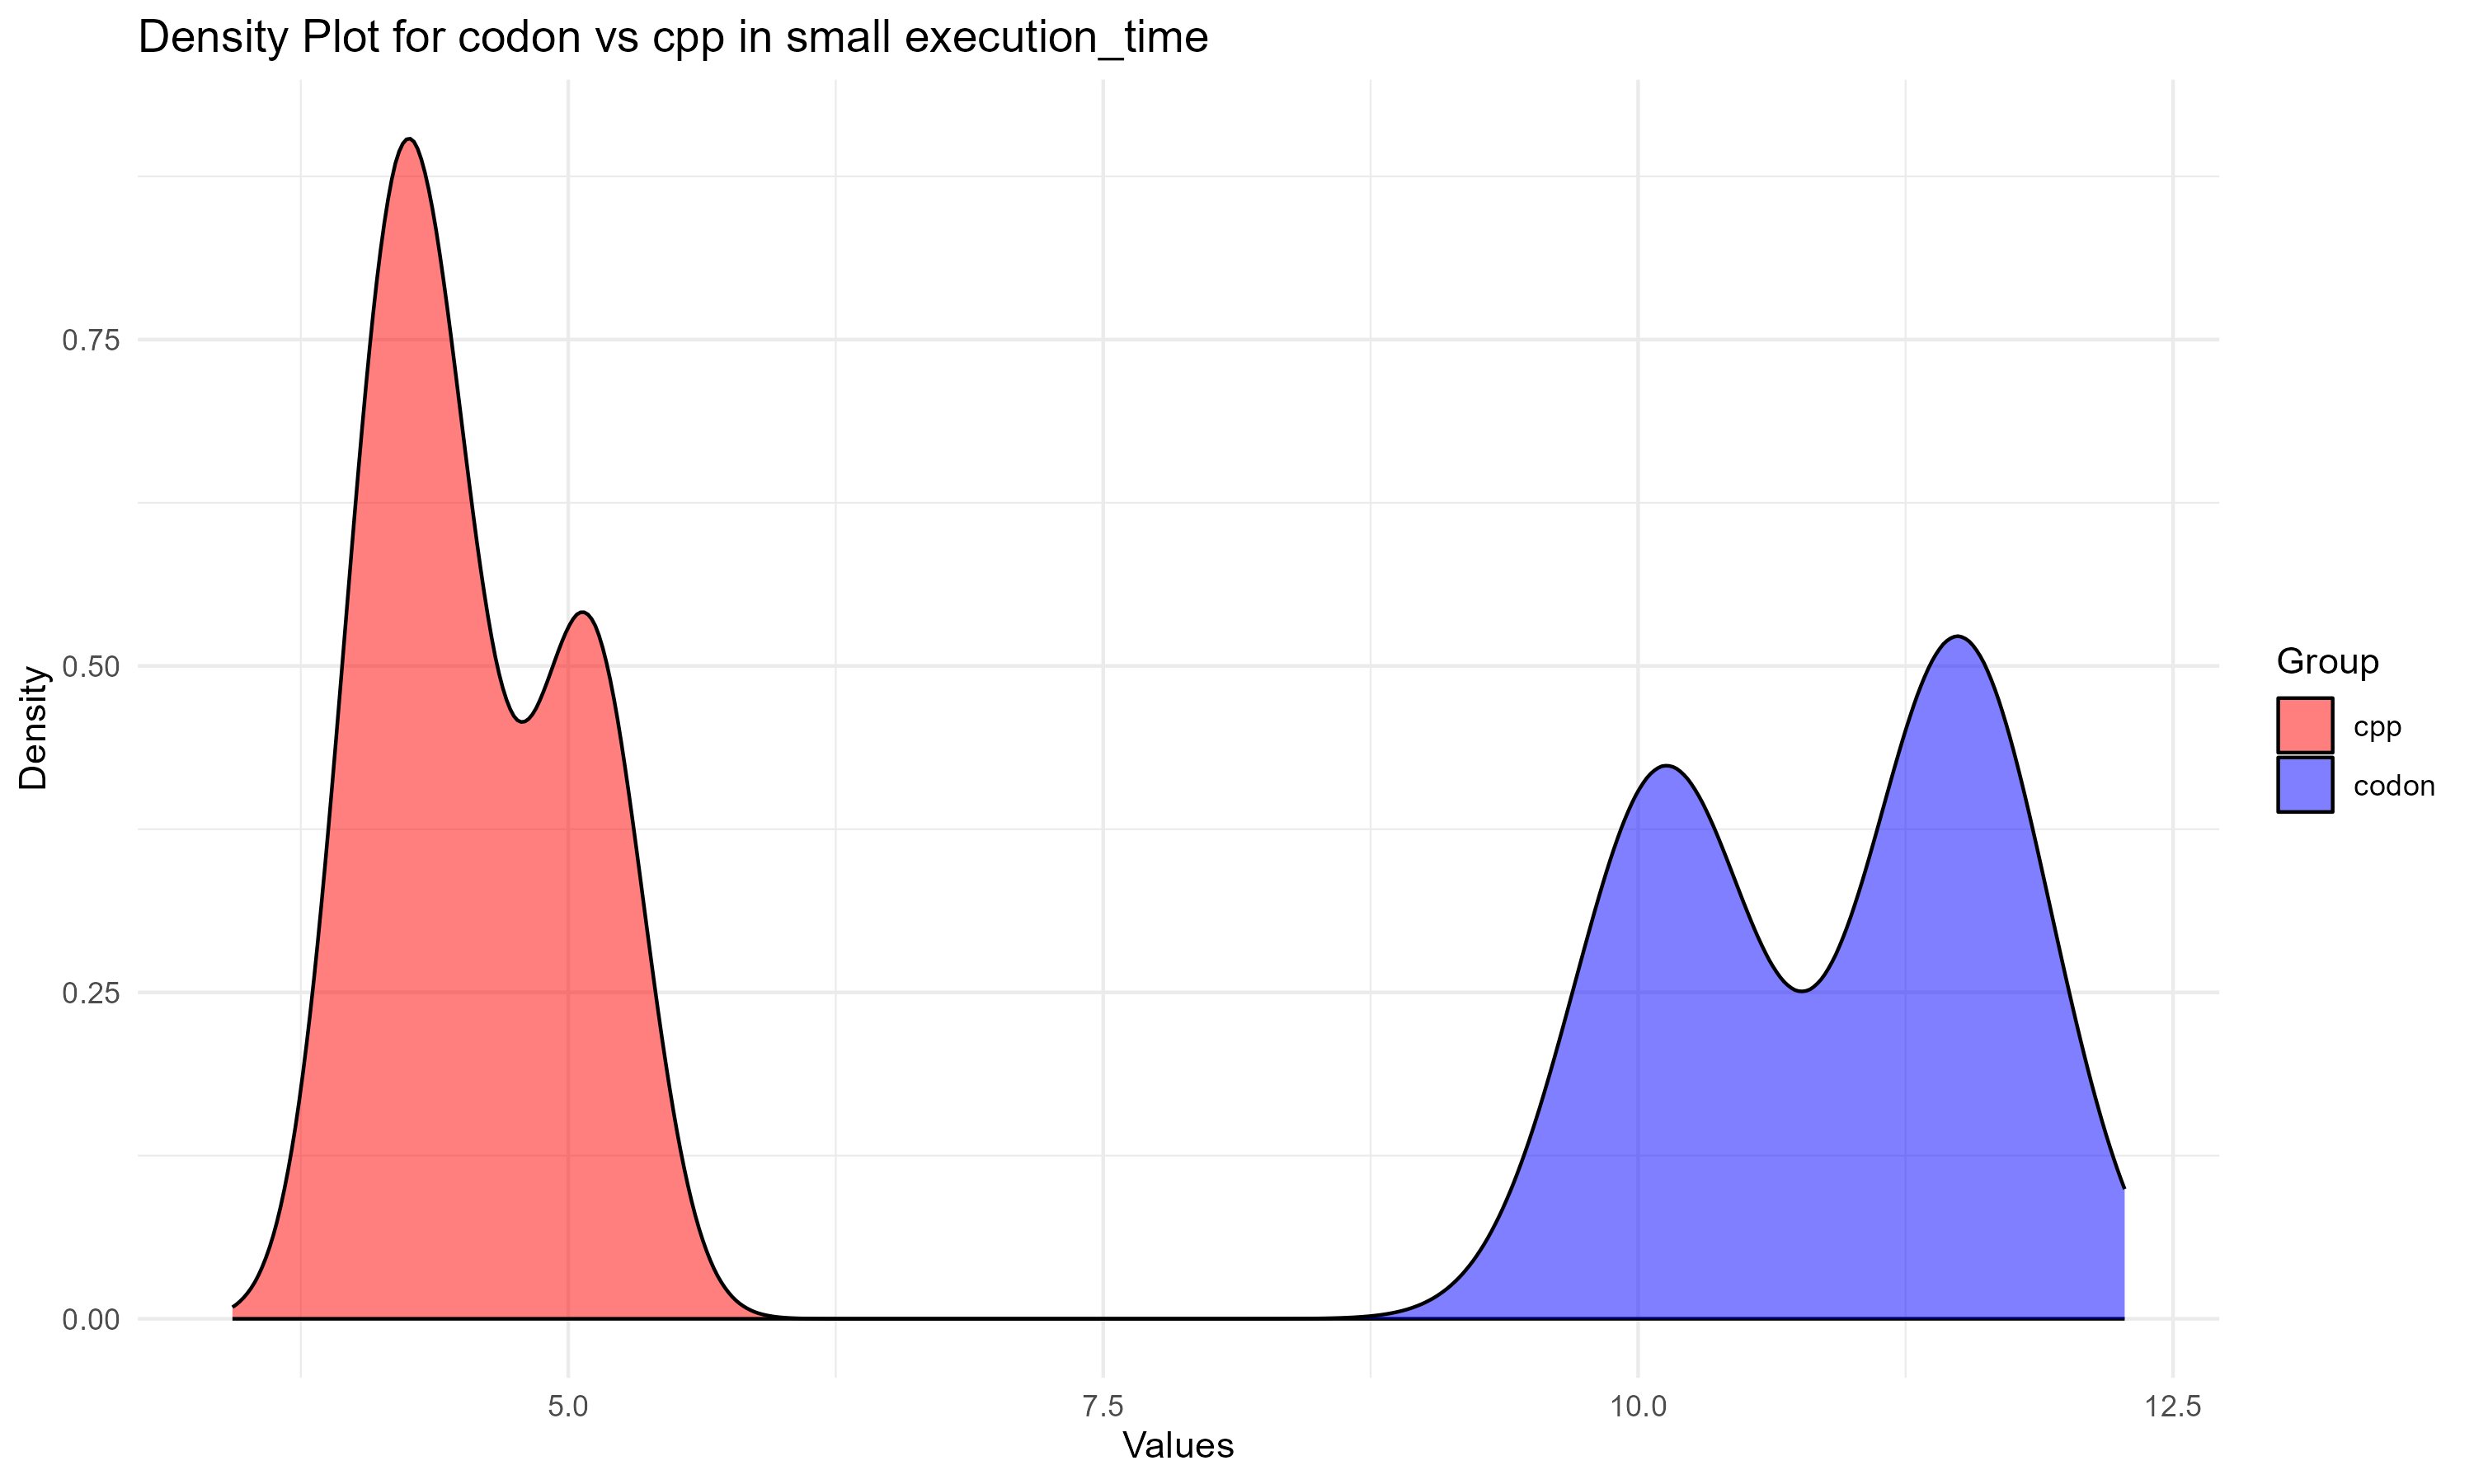 Density Plot for codon vs cpp in small execution_time
0.75
0.50
0.25
0.00
Density
5.0
7.5
10.0
12.5
Values
Group
cpp
codon